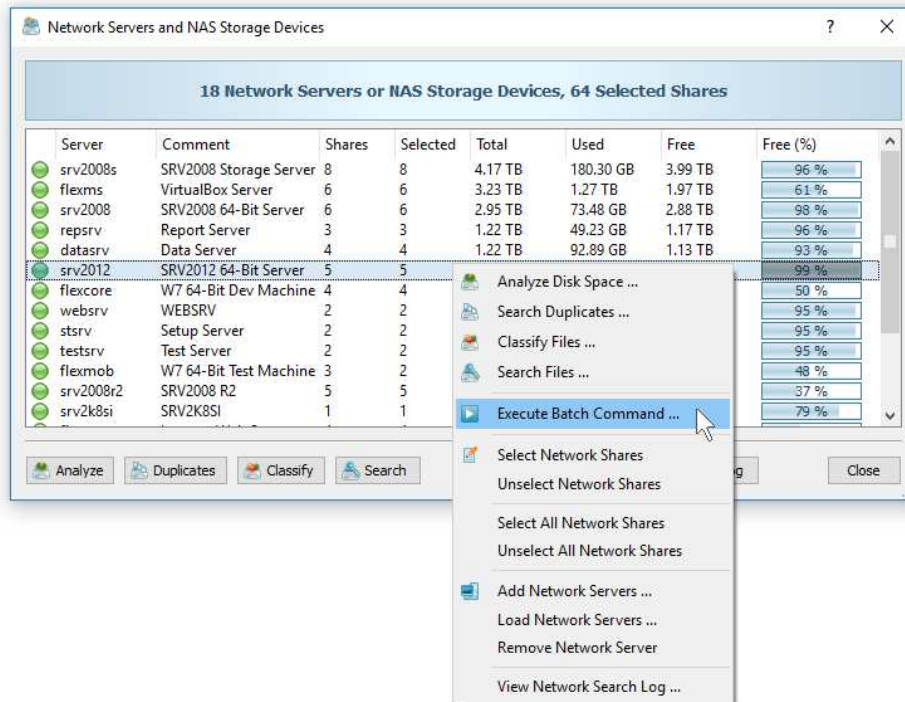 Network Servers and NAS Storage Devices ?
18 Network Servers or NAS Storage Devices, 64 Selected Shares
Server Comment Shares Selected Total Used Free Free (%)
srv2008s SRV2008 Storage Server 8 8 4.17 TB 180.30 GB 3.99 TB 96 %
flexms VirtualBox Server 6 6 3.23 TB 1.27 TB 1.97 TB 61 %
srv2008 SRV2008 64-Bit Server 6 6 2.95 TB 73.48 GB 2.88 TB 98 %
repsrv Report Server 3 3 1.22 TB 49.23 GB 1.17 TB 96 %
datasrv Data Server 4 4 1.22 TB 92.89 GB 1.13 TB 93 %
srv2012 SRV2012 64-Bit Server 5 5 99 %
flexcore W7 64-Bit Dev Machine 4 4 50 %
websrv WEBSRV 2 2 95 %
stsrv Setup Server 2 2 95 %
testsrv Test Server 2 2 95 %
flexmob W7 64-Bit Test Machine 3 2 48 %
srv2008r2 SRV2008 R2 5 5 37 %
srv2k8si SRV2K8SI 1 1 79 %
Analyze Duplicates Classify Search Close
Analyze Disk Space ...
Search Duplicates ...
Classify Files ...
Search Files ...
Execute Batch Command ...
Select Network Shares
Unselect Network Shares
Select All Network Shares
Unselect All Network Shares
Add Network Servers ...
Load Network Servers ...
Remove Network Server
View Network Search Log ...